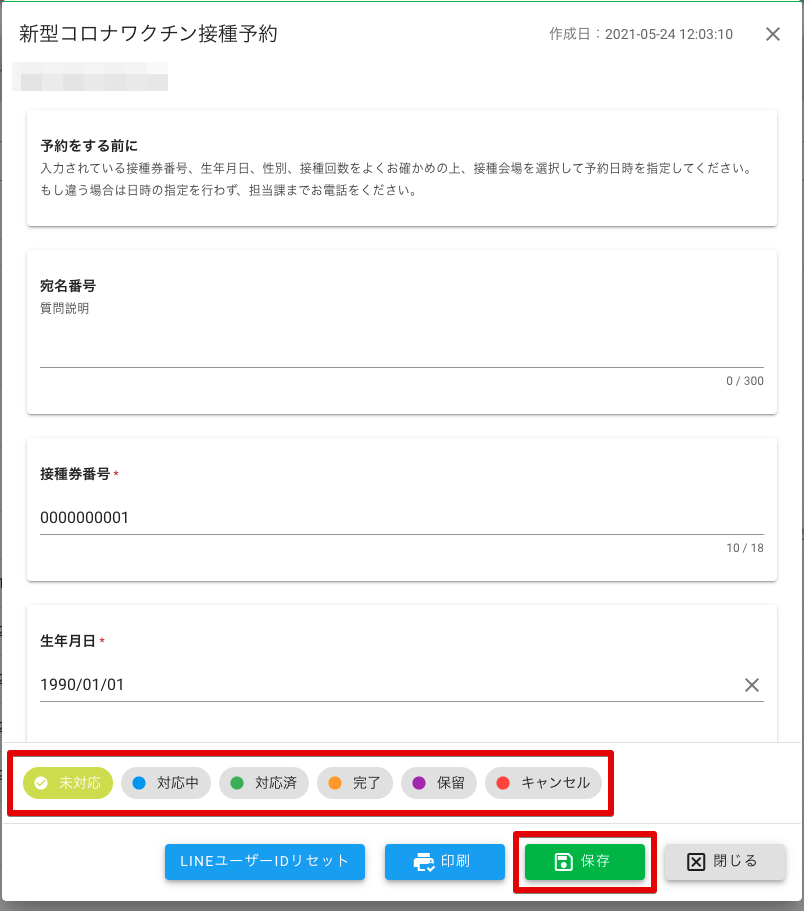 新型コロナワクチン接種予約
作成日：2021-05-24 12:03:10
予約をする前に
入力されている接種券番号、生年月日、性別、接種回数をよくお確かめの上、接種会場を選択して予約日時を指定してください。
もし違う場合は日時の指定を行わず、担当課までお電話をください。
宛名番号
質問説明
0 / 300
接種券番号*
0000000001
10 / 18
生年月日*
1990/01/01
未対応 対応中 対応済 完了 保留 キャンセル
LINEユーザーIDリセット 印刷 保存 閉じる